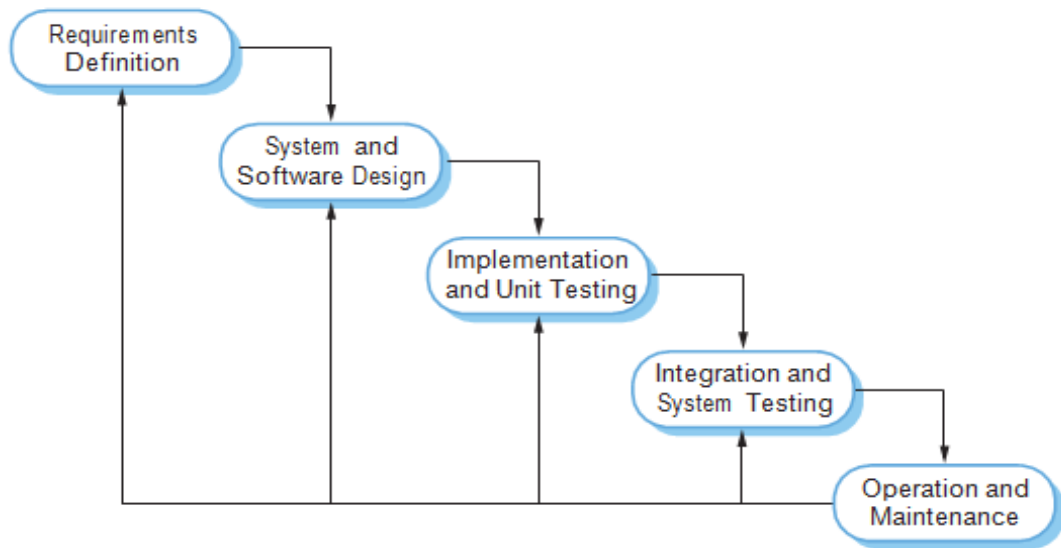 Requirements
Definition
System and
Software Design
Implementation
and Unit Testing
Integration and
System Testing
Operation and
Maintenance